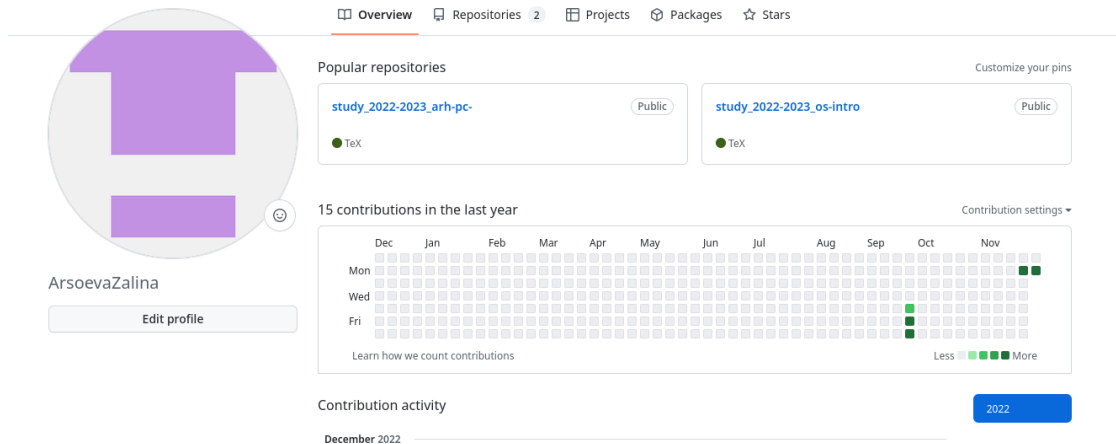 Overview Repositories 2 Projects Packages Stars
Popular repositories Customize your pins
study_2022-2023_arh-pc- Public
TeX
study_2022-2023_os-intro Public
TeX
ArsoevaZalina
Edit profile
15 contributions in the last year Contribution settings
Dec Jan Feb Mar Apr May Jun Jul Aug Sep Oct Nov
Mon
Wed
Fri
Learn how we count contributions Less More
Contribution activity 2022
December 2022